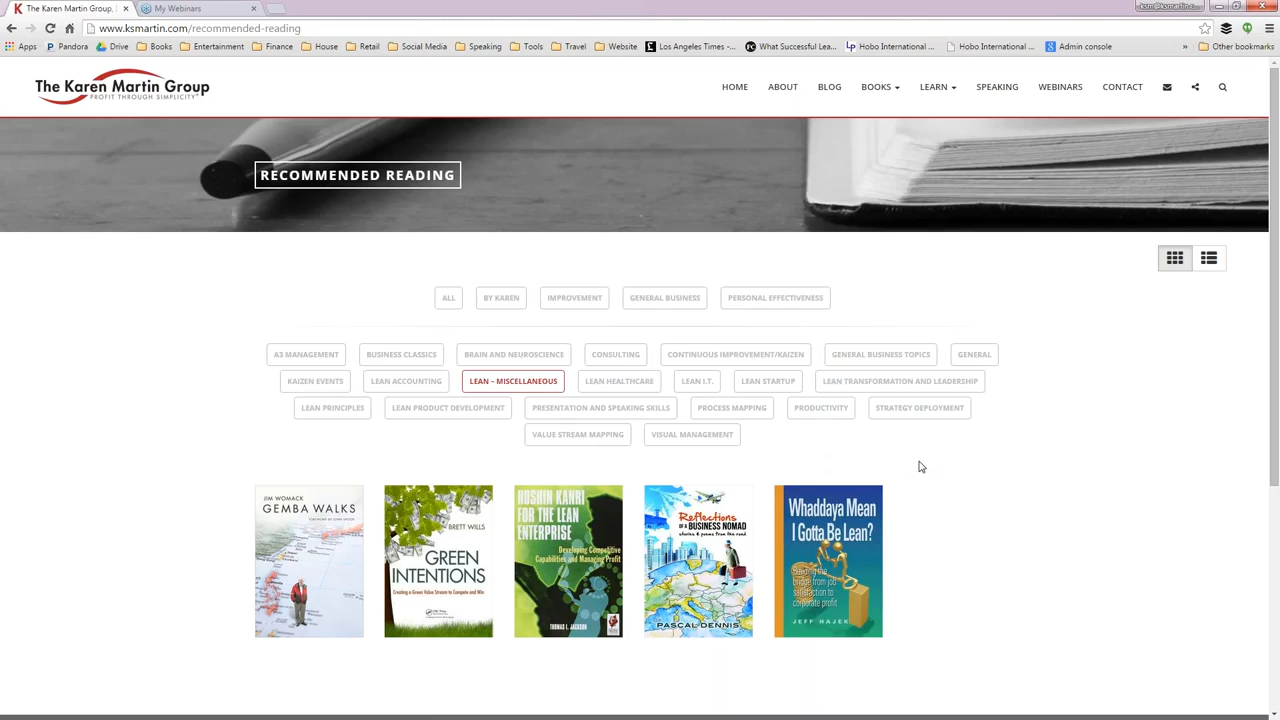 The Karen Martin Group, I
My Webinars
ksm@ksmartin.c...
www.ksmartin.com/recommended-reading
Apps Pandora Drive Books Entertainment Finance House Retail Social Media Speaking Tools Travel Website Los Angeles Times -... What Successful Lea... Hobo International ... Hobo International ... Admin console » Other bookmarks
The Karen Martin Group
PROFIT THROUGH SIMPLICITY™
HOME ABOUT BLOG BOOKS LEARN SPEAKING WEBINARS CONTACT
RECOMMENDED READING
ALL BY KAREN IMPROVEMENT GENERAL BUSINESS PERSONAL EFFECTIVENESS
A3 MANAGEMENT BUSINESS CLASSICS BRAIN AND NEUROSCIENCE CONSULTING CONTINUOUS IMPROVEMENT/KAIZEN GENERAL BUSINESS TOPICS GENERAL
KAIZEN EVENTS LEAN ACCOUNTING LEAN – MISCELLANEOUS LEAN HEALTHCARE LEAN I.T. LEAN STARTUP LEAN TRANSFORMATION AND LEADERSHIP
LEAN PRINCIPLES LEAN PRODUCT DEVELOPMENT PRESENTATION AND SPEAKING SKILLS PROCESS MAPPING PRODUCTIVITY STRATEGY DEPLOYMENT
VALUE STREAM MAPPING VISUAL MANAGEMENT
JIM WOMACK
GEMBA WALKS
FOREWORD BY JOHN SHOOK
BRETT WILLS
GREEN
INTENTIONS
Creating a Green Value Stream to Compete and Win
HOSHIN KANRI
FOR THE LEAN
ENTERPRISE
Developing Competitive
Capabilities and Managing Profit
THOMAS L. JACKSON
Reflections
OF A BUSINESS NOMAD
stories & poems from the road
PASCAL DENNIS
Whaddaya Mean
I Gotta Be Lean?
Building the
bridge from job
satisfaction to
corporate profit
JEFF HAJEK